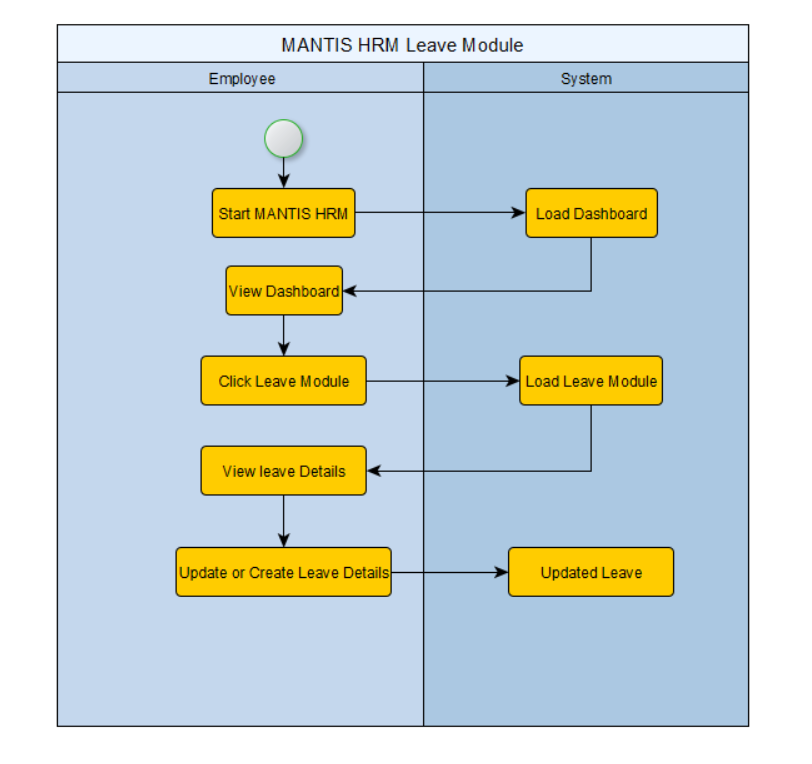 MANTIS HRM Leave Module
Employee
System
Start MANTIS HRM
Load Dashboard
View Dashboard
Click Leave Module
Load Leave Module
View leave Details
Update or Create Leave Details
Updated Leave